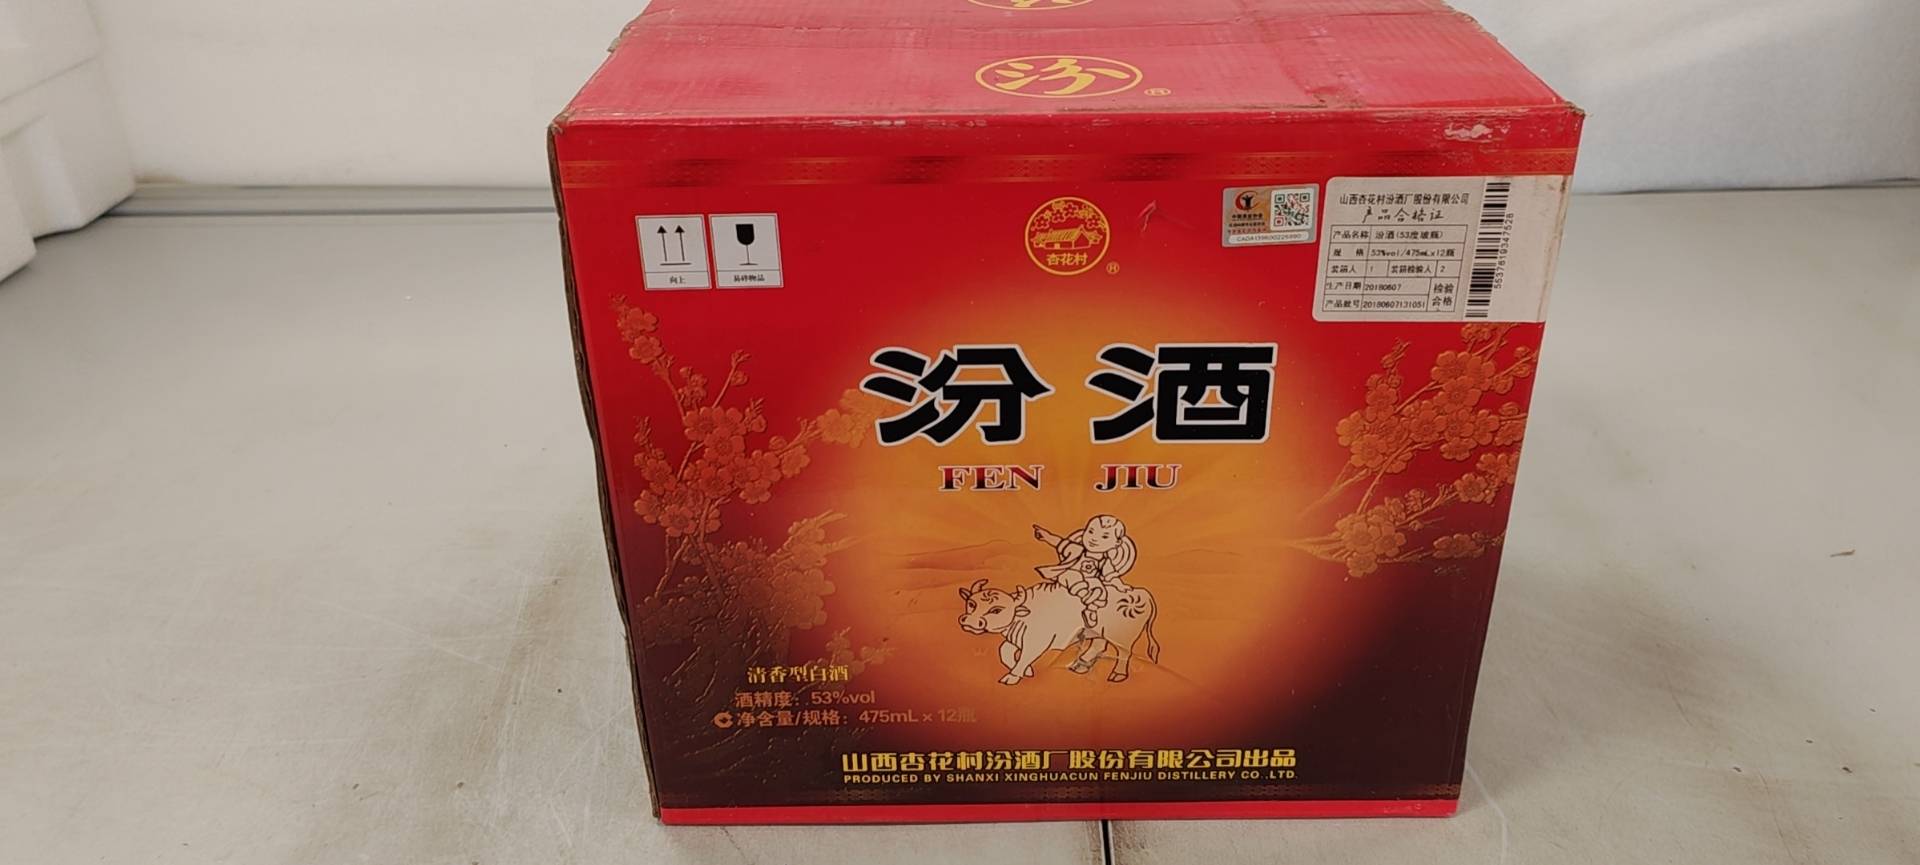 汾
®
杏花村
®
向上
易碎物品
CADA139600226990
山西杏花村汾酒厂股份有限公司
产品合格证
产品名称 汾酒(53度玻瓶)
规 格 53%vol/475mL×12瓶
装箱人 1 装箱检验人 2
生产日期 20180607 检验
产品批号 20180607131051 合格
汾酒
FEN JIU
清香型白酒
酒精度: 53%vol
净含量/规格: 475mL × 12瓶
山西杏花村汾酒厂股份有限公司出品
PRODUCED BY SHANXI XINGHUACUN FENJIU DISTILLERY CO.,LTD.